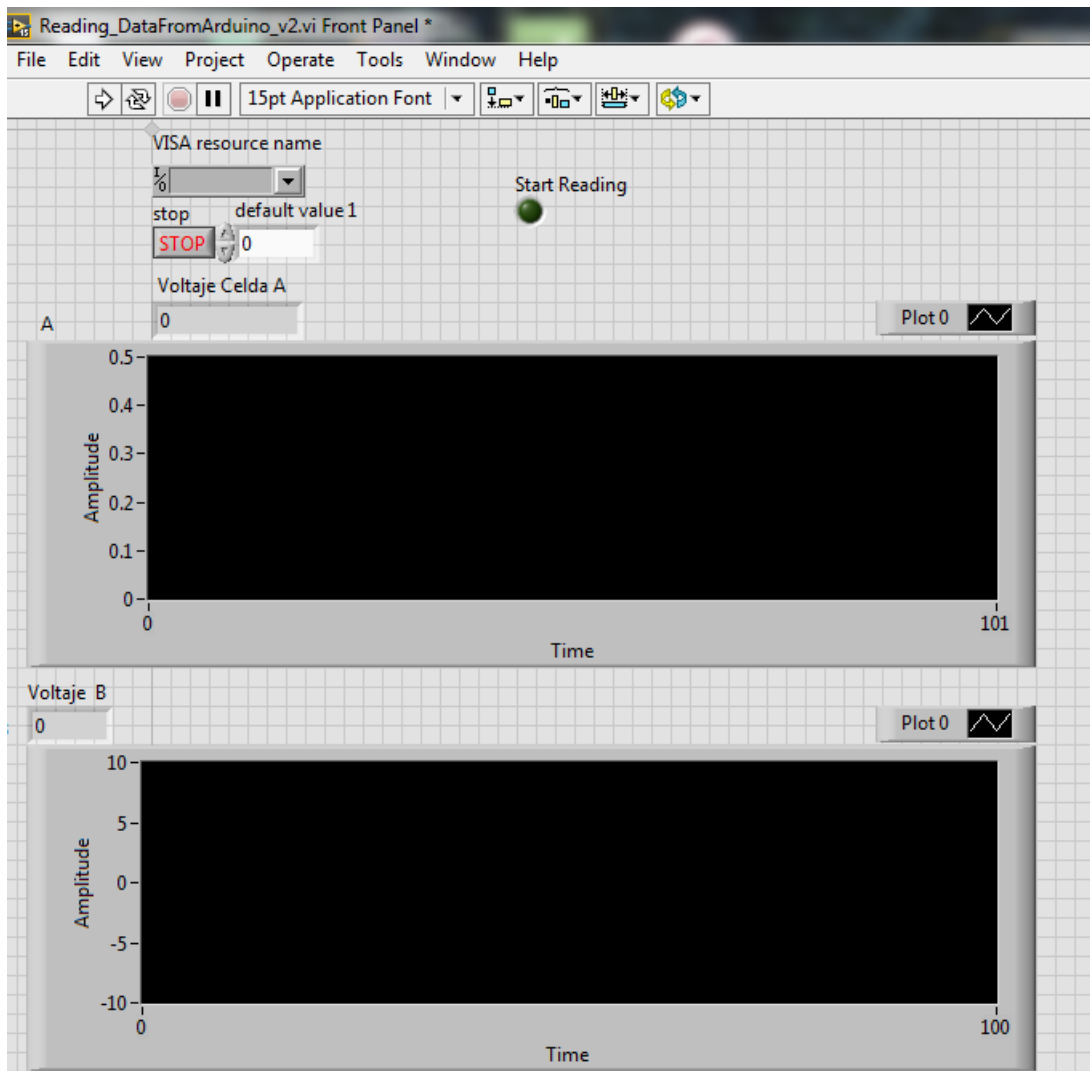 Reading_DataFromArduino_v2.vi Front Panel *
File Edit View Project Operate Tools Window Help
15pt Application Font
VISA resource name
Start Reading
stop default value 1
STOP 0
Voltaje Celda A
0
A
Plot 0
0.5
0.4
0.3
0.2
0.1
0
Amplitude
0 101
Time
Voltaje B
0
Plot 0
10
5
0
-5
-10
Amplitude
0 100
Time